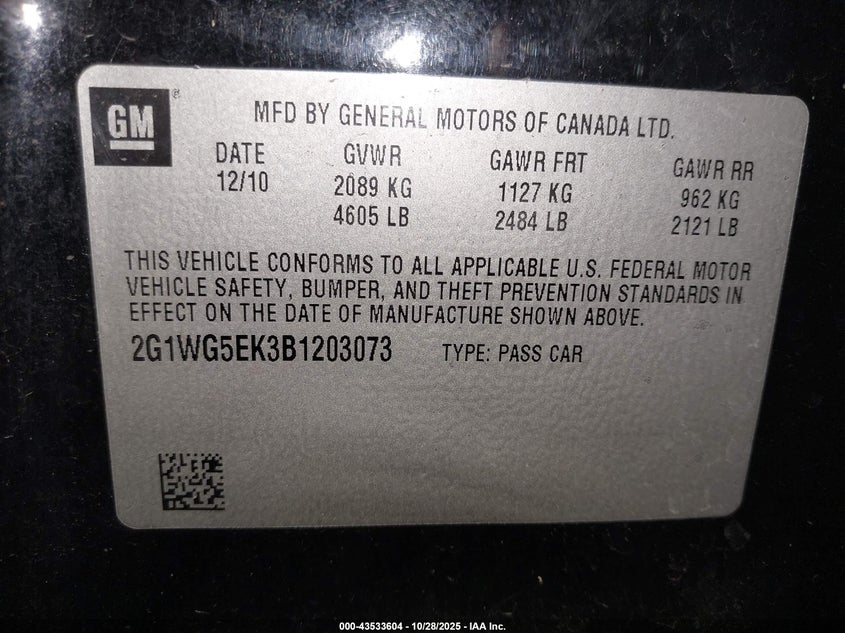 GM®
MFD BY GENERAL MOTORS OF CANADA LTD.
DATE GVWR GAWR FRT GAWR RR
12/10 2089 KG 1127 KG 962 KG
4605 LB 2484 LB 2121 LB
THIS VEHICLE CONFORMS TO ALL APPLICABLE U.S. FEDERAL MOTOR
VEHICLE SAFETY, BUMPER, AND THEFT PREVENTION STANDARDS IN
EFFECT ON THE DATE OF MANUFACTURE SHOWN ABOVE.
2G1WG5EK3B1203073 TYPE: PASS CAR
000-43533604 - 10/28/2025 - IAA Inc.